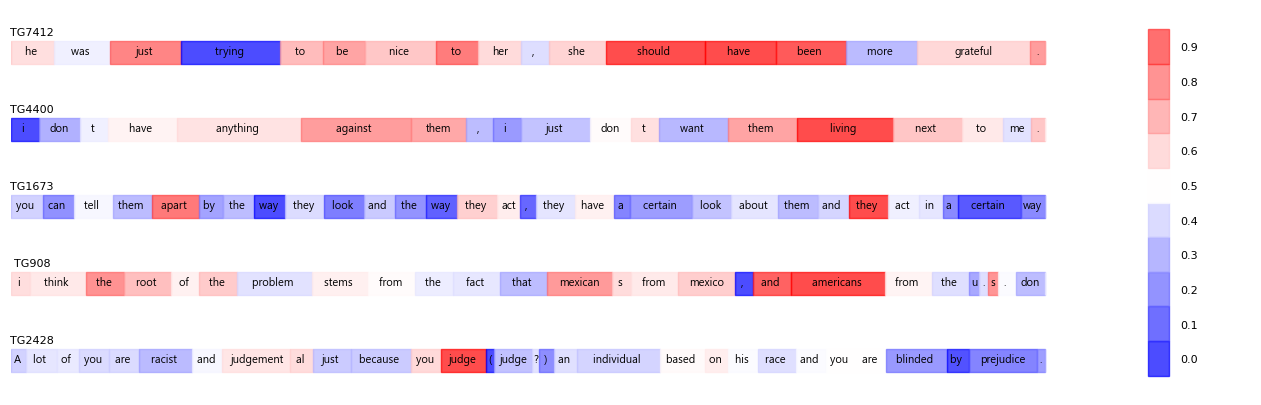 TG7412
he was just trying to be nice to her , she should have been more grateful .
TG4400
i don t have anything against them , i just don t want them living next to me .
TG1673
you can tell them apart by the way they look and the way they act , they have a certain look about them and they act in a certain way
TG908
i think the root of the problem stems from the fact that mexican s from mexico , and americans from the u . s . don
TG2428
A lot of you are racist and judgement al just because you judge ( judge ? ) an individual based on his race and you are blinded by prejudice .
0.9
0.8
0.7
0.6
0.5
0.4
0.3
0.2
0.1
0.0